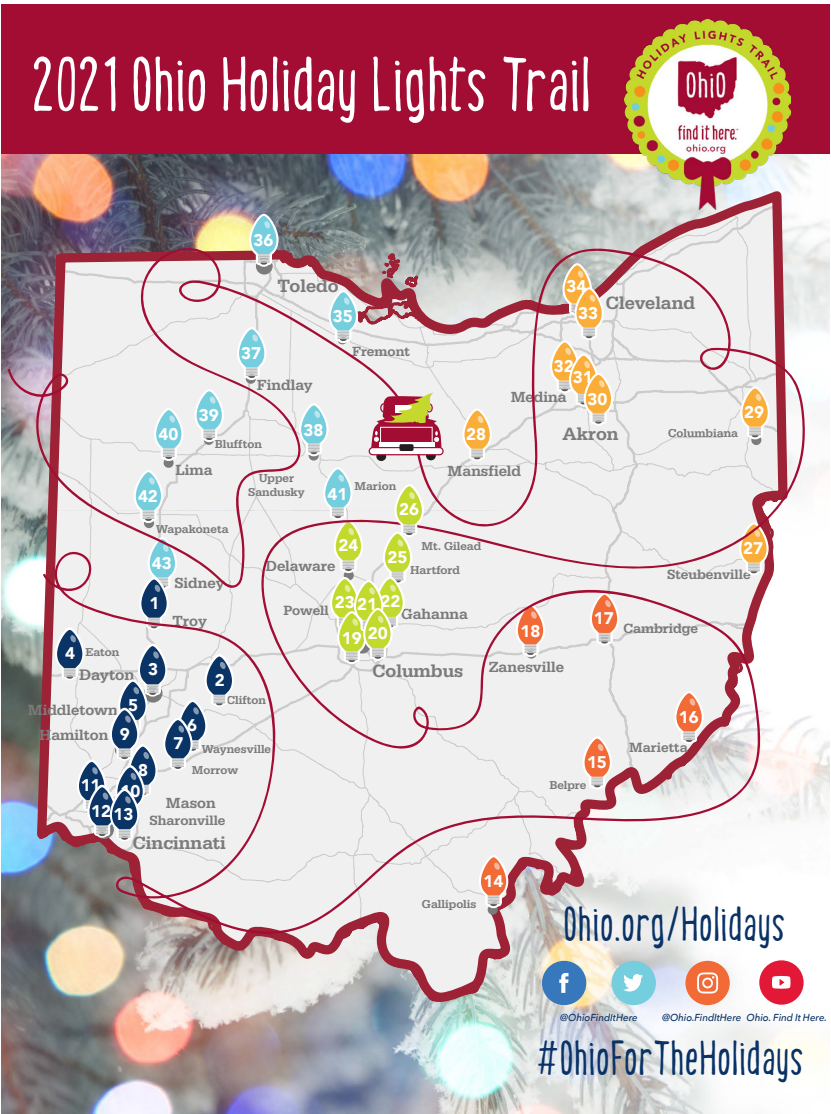 2021 Ohio Holiday Lights Trail
HOLIDAY LIGHTS TRAIL
OhiO
find it here.
ohio.org
36
Toledo
34
35
33
Cleveland
Fremont
37
32
31
Findlay
Medina
30
39
29
38
28
40
Akron
Columbiana
Bluffton
Lima
Mansfield
Upper
Sandusky
Marion
42
41
26
Wapakoneta
24
Mt. Gilead
27
25
43
Delaware
Hartford
Steubenville
Sidney
1
23
21
22
Powell
Gahanna
17
Troy
18
Cambridge
19
20
4
Eaton
Columbus
Zanesville
3
Dayton
2
Clifton
5
Middletown
16
6
Hamilton
9
7
Waynesville
Marietta
15
8
Morrow
11
10
Belpre
12
13
Mason
Sharonville
Cincinnati
14
Gallipolis
Ohio.org/Holidays
f
@OhioFindItHere @Ohio.FindItHere Ohio. Find It Here.
#OhioForTheHolidays